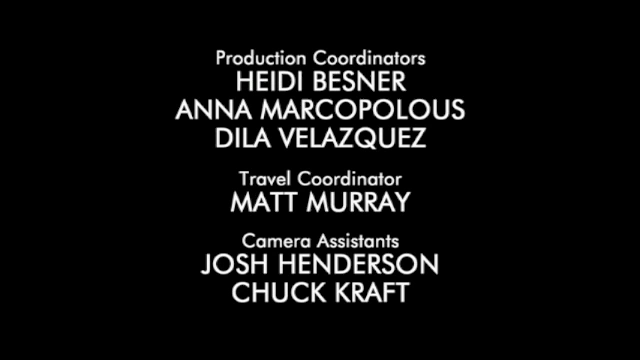 Production Coordinators
HEIDI BESNER
ANNA MARCOPOLOUS
DILA VELAZQUEZ
Travel Coordinator
MATT MURRAY
Camera Assistants
JOSH HENDERSON
CHUCK KRAFT